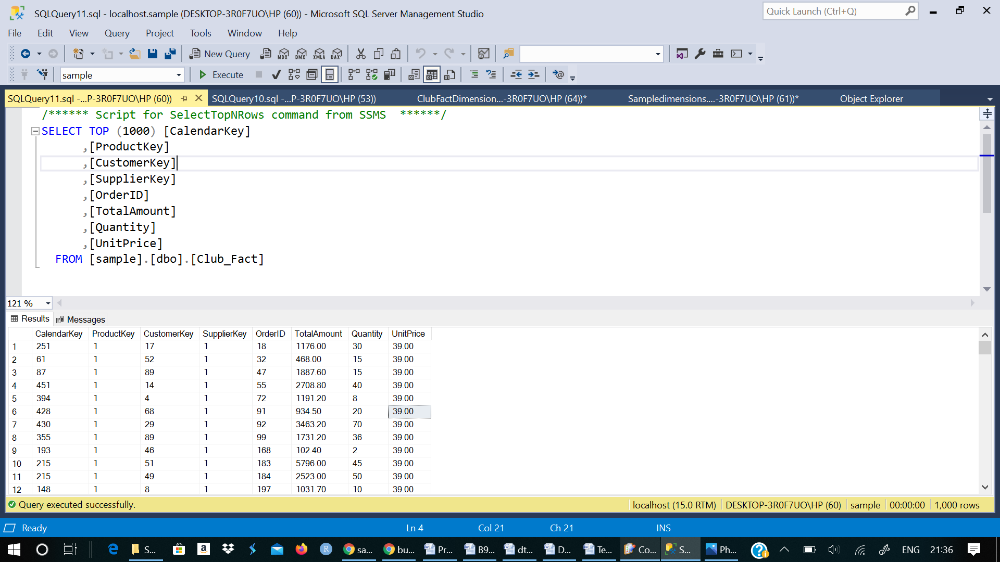 SQLQuery11.sql - localhost.sample (DESKTOP-3R0F7UO\HP (60)) - Microsoft SQL Server Management Studio
Quick Launch (Ctrl+Q)
File Edit View Query Project Tools Window Help
New Query MDX DMX XMLA DAX
sample Execute
SQLQuery11.sql -...P-3R0F7UO\HP (60)) SQLQuery10.sql -...P-3R0F7UO\HP (53)) ClubFactDimension...-3R0F7UO\HP (64))* Sampledimensions....-3R0F7UO\HP (61))* Object Explorer
/****** Script for SelectTopNRows command from SSMS ******/
SELECT TOP (1000) [CalendarKey]
,[ProductKey]
,[CustomerKey]
,[SupplierKey]
,[OrderID]
,[TotalAmount]
,[Quantity]
,[UnitPrice]
FROM [sample].[dbo].[Club_Fact]
121 %
Results Messages
CalendarKey ProductKey CustomerKey SupplierKey OrderID TotalAmount Quantity UnitPrice
1 251 1 17 1 18 1176.00 30 39.00
2 61 1 52 1 32 468.00 15 39.00
3 87 1 89 1 47 1887.60 15 39.00
4 451 1 14 1 55 2708.80 40 39.00
5 394 1 4 1 72 1191.20 8 39.00
6 428 1 68 1 91 934.50 20 39.00
7 430 1 29 1 92 3463.20 70 39.00
8 355 1 89 1 99 1731.20 36 39.00
9 193 1 46 1 168 102.40 2 39.00
10 215 1 51 1 183 5796.00 45 39.00
11 215 1 49 1 184 2523.00 50 39.00
12 148 1 8 1 197 1031.70 10 39.00
Query executed successfully. localhost (15.0 RTM) DESKTOP-3R0F7UO\HP (60) sample 00:00:00 1,000 rows
Ready Ln 4 Col 21 Ch 21 INS
S... sa... bu... Pr... B9... dt... D... Te... Co... S... Ph... ENG 21:36